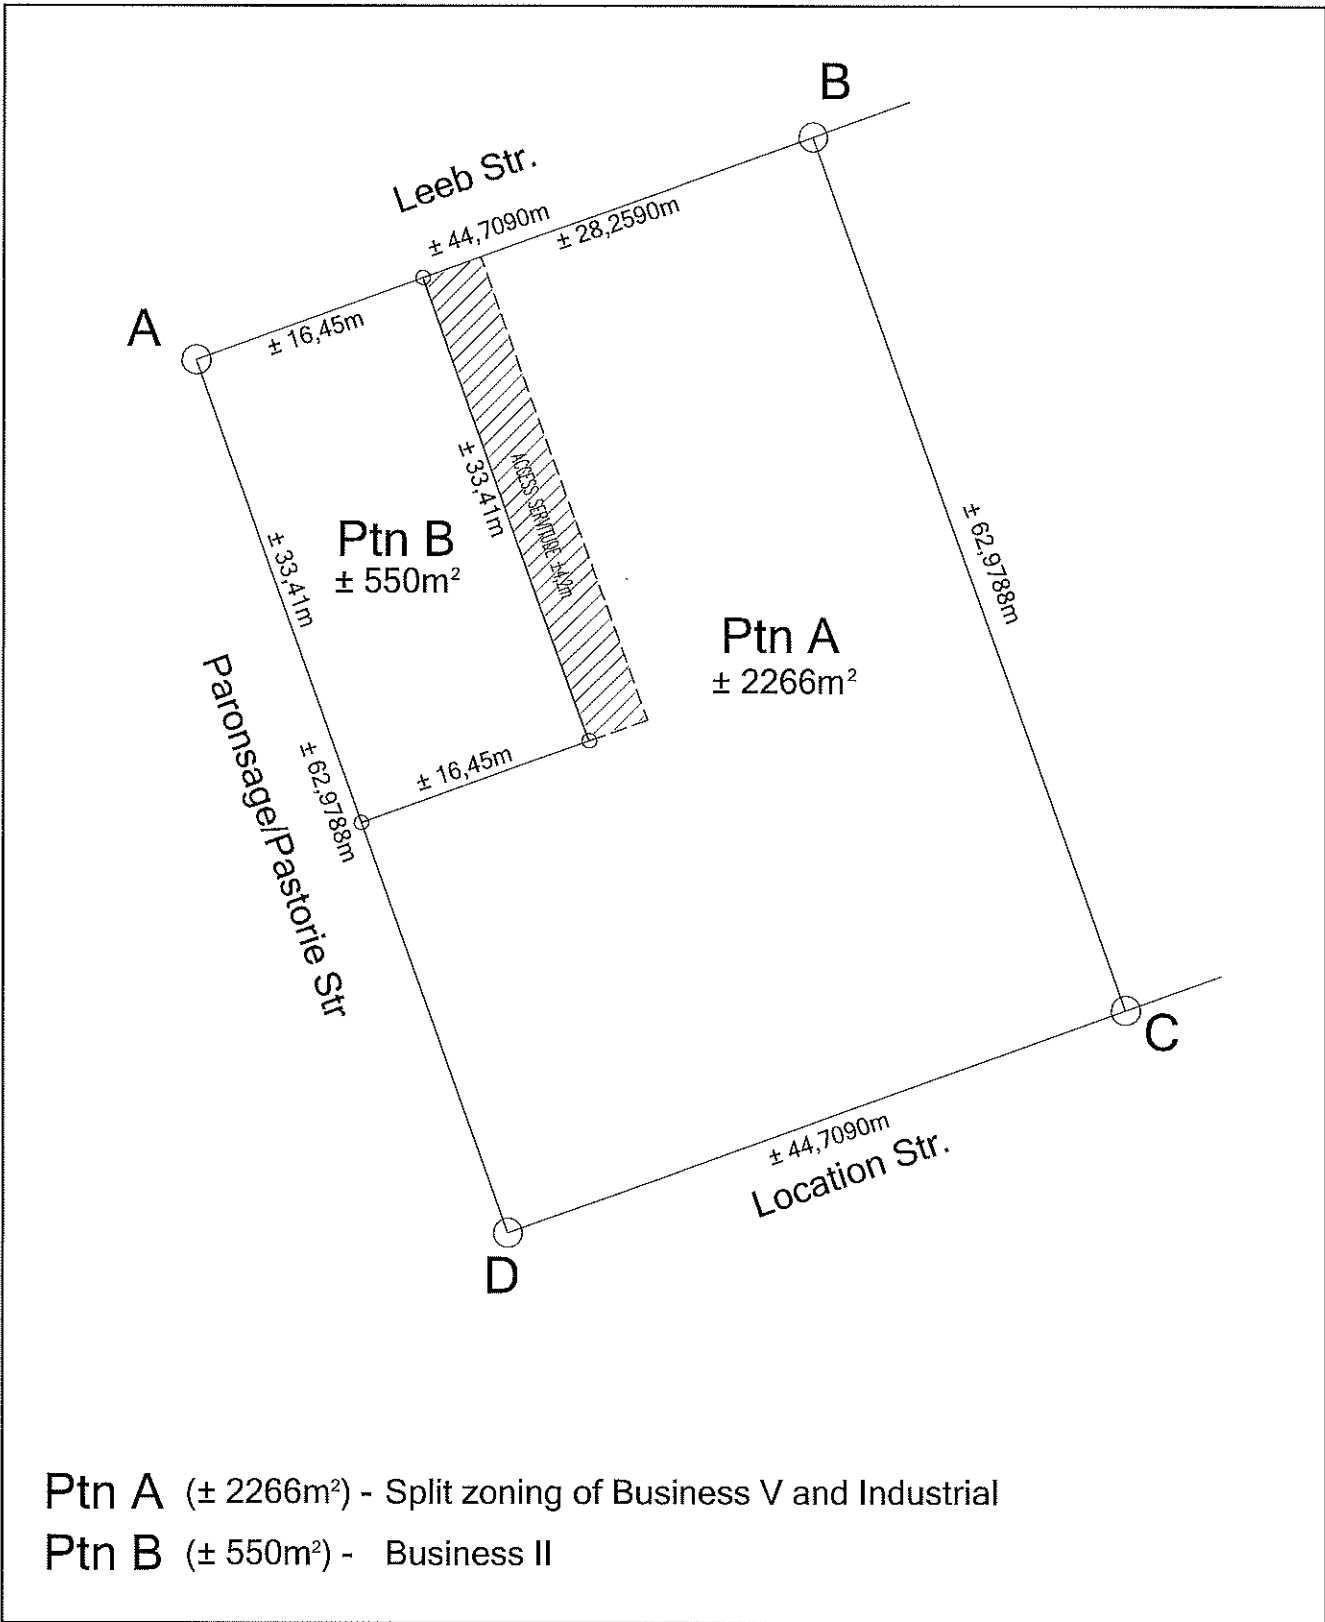 B
Leeb Str.
± 44,7090m
± 28,2590m
A
± 16,45m
± 33,41m
ACCESS SERVITUDE ±4,2m
Ptn B
± 550m²
± 33,41m
± 62,9788m
Ptn A
± 2266m²
Paronsage/Pastorie Str
± 62,9788m
± 16,45m
C
± 44,7090m
Location Str.
D
Ptn A (± 2266m²) - Split zoning of Business V and Industrial
Ptn B (± 550m²) - Business II